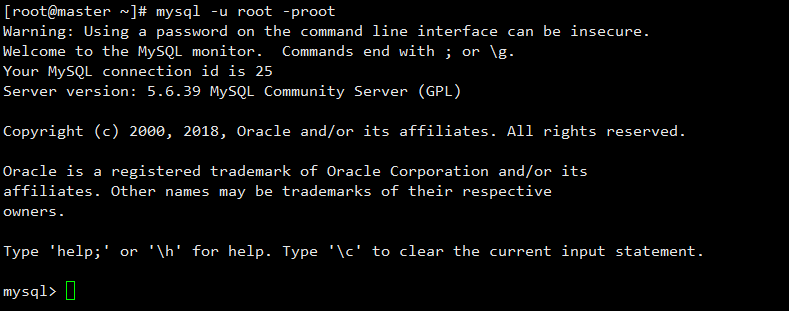 [root@master ~]# mysql -u root -proot
Warning: Using a password on the command line interface can be insecure.
Welcome to the MySQL monitor.  Commands end with ; or \g.
Your MySQL connection id is 25
Server version: 5.6.39 MySQL Community Server (GPL)

Copyright (c) 2000, 2018, Oracle and/or its affiliates. All rights reserved.

Oracle is a registered trademark of Oracle Corporation and/or its
affiliates. Other names may be trademarks of their respective
owners.

Type 'help;' or '\h' for help. Type '\c' to clear the current input statement.

mysql>